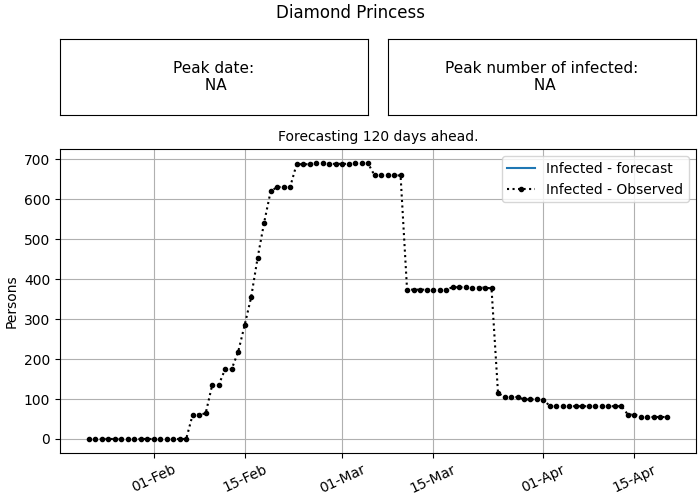 Diamond Princess
Peak date:
NA
Peak number of infected:
NA
Forecasting 120 days ahead.
Infected - forecast
Infected - Observed
Persons
700
600
500
400
300
200
100
0
01-Feb
15-Feb
01-Mar
15-Mar
01-Apr
15-Apr